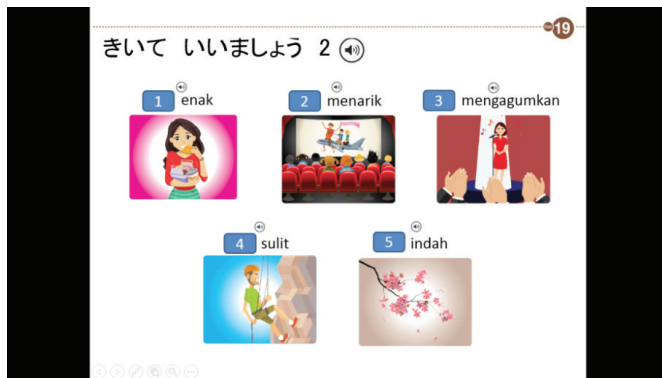 19
きいて いいましょう 2
1 enak
2 menarik
3 mengagumkan
4 sulit
5 indah